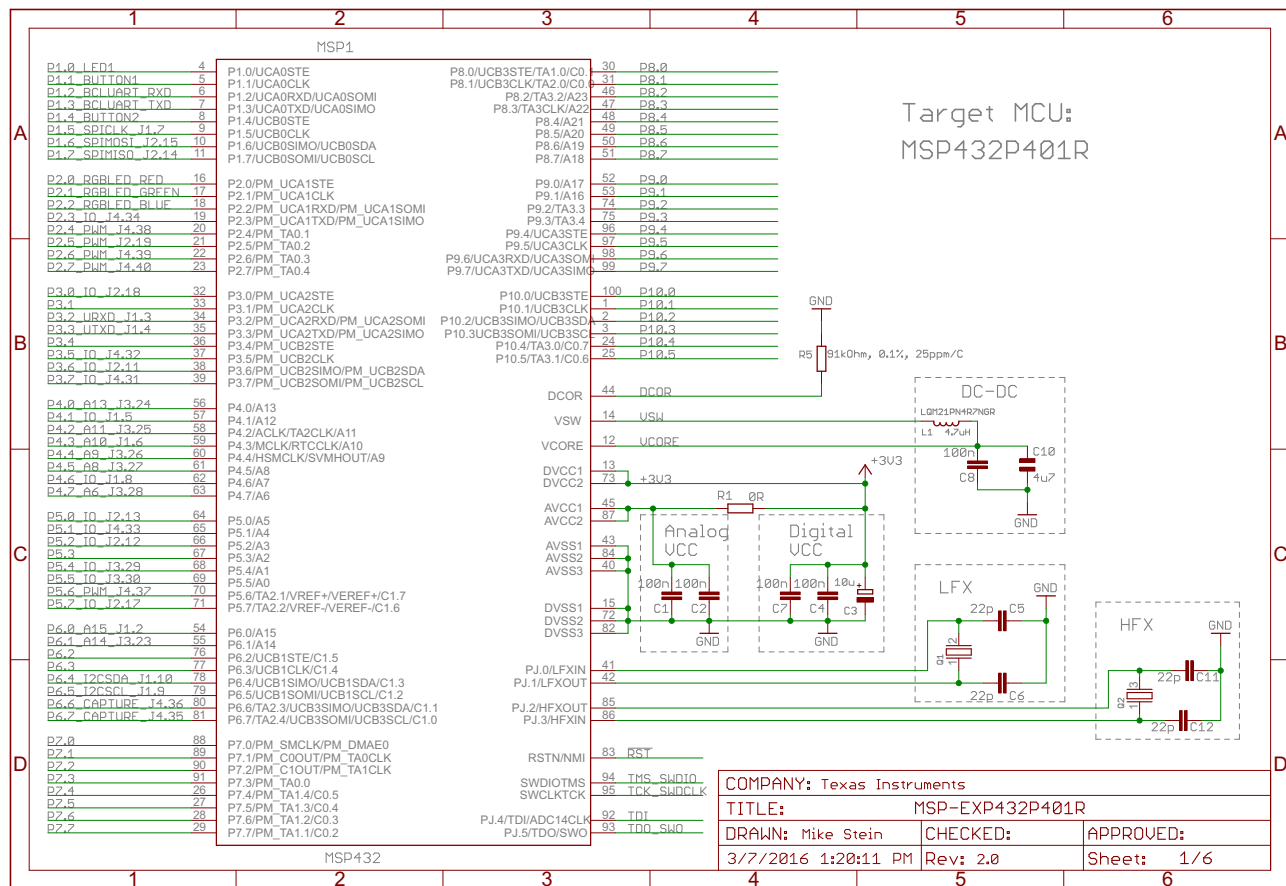 1 2 3 4 5 6
A
B
C
D
MSP1
P1.0_LED1 4 P1.0/UCA0STE
P1.1_BUTTON1 5 P1.1/UCA0CLK
P1.2_BCLUART_RXD 6 P1.2/UCA0RXD/UCA0SOMI
P1.3_BCLUART_TXD 7 P1.3/UCA0TXD/UCA0SIMO
P1.4_BUTTON2 8 P1.4/UCB0STE
P1.5_SPICLK_J1.7 9 P1.5/UCB0CLK
P1.6_SPIMOSI_J2.15 10 P1.6/UCB0SIMO/UCB0SDA
P1.7_SPIMISO_J2.14 11 P1.7/UCB0SOMI/UCB0SCL
P2.0_RGBLED_RED 16 P2.0/PM_UCA1STE
P2.1_RGBLED_GREEN 17 P2.1/PM_UCA1CLK
P2.2_RGBLED_BLUE 18 P2.2/PM_UCA1RXD/PM_UCA1SOMI
P2.3_IO_J4.34 19 P2.3/PM_UCA1TXD/PM_UCA1SIMO
P2.4_PWM_J4.38 20 P2.4/PM_TA0.1
P2.5_PWM_J2.19 21 P2.5/PM_TA0.2
P2.6_PWM_J4.39 22 P2.6/PM_TA0.3
P2.7_PWM_J4.40 23 P2.7/PM_TA0.4
P3.0_IO_J2.18 32 P3.0/PM_UCA2STE
P3.1 33 P3.1/PM_UCA2CLK
P3.2_URXD_J1.3 34 P3.2/PM_UCA2RXD/PM_UCA2SOMI
P3.3_UTXD_J1.4 35 P3.3/PM_UCA2TXD/PM_UCA2SIMO
P3.4 36 P3.4/PM_UCB2STE
P3.5_IO_J4.32 37 P3.5/PM_UCB2CLK
P3.6_IO_J2.11 38 P3.6/PM_UCB2SIMO/PM_UCB2SDA
P3.7_IO_J4.31 39 P3.7/PM_UCB2SOMI/PM_UCB2SCL
P4.0_A13_J3.24 56 P4.0/A13
P4.1_IO_J1.5 57 P4.1/A12
P4.2_A11_J3.25 58 P4.2/ACLK/TA2CLK/A11
P4.3_A10_J1.6 59 P4.3/MCLK/RTCCLK/A10
P4.4_A9_J3.26 60 P4.4/HSMCLK/SVMHOUT/A9
P4.5_A8_J3.27 61 P4.5/A8
P4.6_IO_J1.8 62 P4.6/A7
P4.7_A6_J3.28 63 P4.7/A6
P5.0_IO_J2.13 64 P5.0/A5
P5.1_IO_J4.33 65 P5.1/A4
P5.2_IO_J2.12 66 P5.2/A3
P5.3 67 P5.3/A2
P5.4_IO_J3.29 68 P5.4/A1
P5.5_IO_J3.30 69 P5.5/A0
P5.6_PWM_J4.37 70 P5.6/TA2.1/VREF+/VEREF+/C1.7
P5.7_IO_J2.17 71 P5.7/TA2.2/VREF-/VEREF-/C1.6
P6.0_A15_J1.2 54 P6.0/A15
P6.1_A14_J3.23 55 P6.1/A14
P6.2 76 P6.2/UCB1STE/C1.5
P6.3 77 P6.3/UCB1CLK/C1.4
P6.4_I2CSDA_J1.10 78 P6.4/UCB1SIMO/UCB1SDA/C1.3
P6.5_I2CSCL_J1.9 79 P6.5/UCB1SOMI/UCB1SCL/C1.2
P6.6_CAPTURE_J4.36 80 P6.6/TA2.3/UCB3SIMO/UCB3SDA/C1.1
P6.7_CAPTURE_J4.35 81 P6.7/TA2.4/UCB3SOMI/UCB3SCL/C1.0
P7.0 88 P7.0/PM_SMCLK/PM_DMAE0
P7.1 89 P7.1/PM_C0OUT/PM_TA0CLK
P7.2 90 P7.2/PM_C1OUT/PM_TA1CLK
P7.3 91 P7.3/PM_TA0.0
P7.4 26 P7.4/PM_TA1.4/C0.5
P7.5 27 P7.5/PM_TA1.3/C0.4
P7.6 28 P7.6/PM_TA1.2/C0.3
P7.7 29 P7.7/PM_TA1.1/C0.2
P8.0/UCB3STE/TA1.0/C0.1 30 P8.0
P8.1/UCB3CLK/TA2.0/C0.0 31 P8.1
P8.2/TA3.2/A23 46 P8.2
P8.3/TA3CLK/A22 47 P8.3
P8.4/A21 48 P8.4
P8.5/A20 49 P8.5
P8.6/A19 50 P8.6
P8.7/A18 51 P8.7
P9.0/A17 52 P9.0
P9.1/A16 53 P9.1
P9.2/TA3.3 74 P9.2
P9.3/TA3.4 75 P9.3
P9.4/UCA3STE 96 P9.4
P9.5/UCA3CLK 97 P9.5
P9.6/UCA3RXD/UCA3SOMI 98 P9.6
P9.7/UCA3TXD/UCA3SIMO 99 P9.7
P10.0/UCB3STE 100 P10.0
P10.1/UCB3CLK 1 P10.1
P10.2/UCB3SIMO/UCB3SDA 2 P10.2
P10.3UCB3SOMI/UCB3SCL 3 P10.3
P10.4/TA3.0/C0.7 24 P10.4
P10.5/TA3.1/C0.6 25 P10.5
DCOR 44 DCOR
VSW 14 VSW
VCORE 12 VCORE
DVCC1 13
DVCC2 73 +3V3
AVCC1 45
AVCC2 87
AVSS1 43
AVSS2 84
AVSS3 40
DVSS1 15
DVSS2 72
DVSS3 82
PJ.0/LFXIN 41
PJ.1/LFXOUT 42
PJ.2/HFXOUT 85
PJ.3/HFXIN 86
RSTN/NMI 83 RST
SWDIOTMS 94 TMS_SWDIO
SWCLKTCK 95 TCK_SWDCLK
PJ.4/TDI/ADC14CLK 92 TDI
PJ.5/TDO/SWO 93 TDO_SWO
MSP432
Target MCU:
MSP432P401R
GND
R5 91kOhm, 0.1%, 25ppm/C
DC-DC
LQM21PN4R7NGR
L1 4.7uH
100n
C8
C10
4u7
GND
+3V3
R1 0R
Analog
VCC
100n 100n
C1 C2
GND
Digital
VCC
100n 100n 10u +
C7 C4 C3
GND
LFX
GND
22p C5
Q1 1 2
22p C6
HFX
GND
22p C11
Q2 1 3
22p C12
COMPANY: Texas Instruments
TITLE: MSP-EXP432P401R
DRAWN: Mike Stein CHECKED: APPROVED:
3/7/2016 1:20:11 PM Rev: 2.0 Sheet: 1/6
A
B
C
D
1 2 3 4 5 6